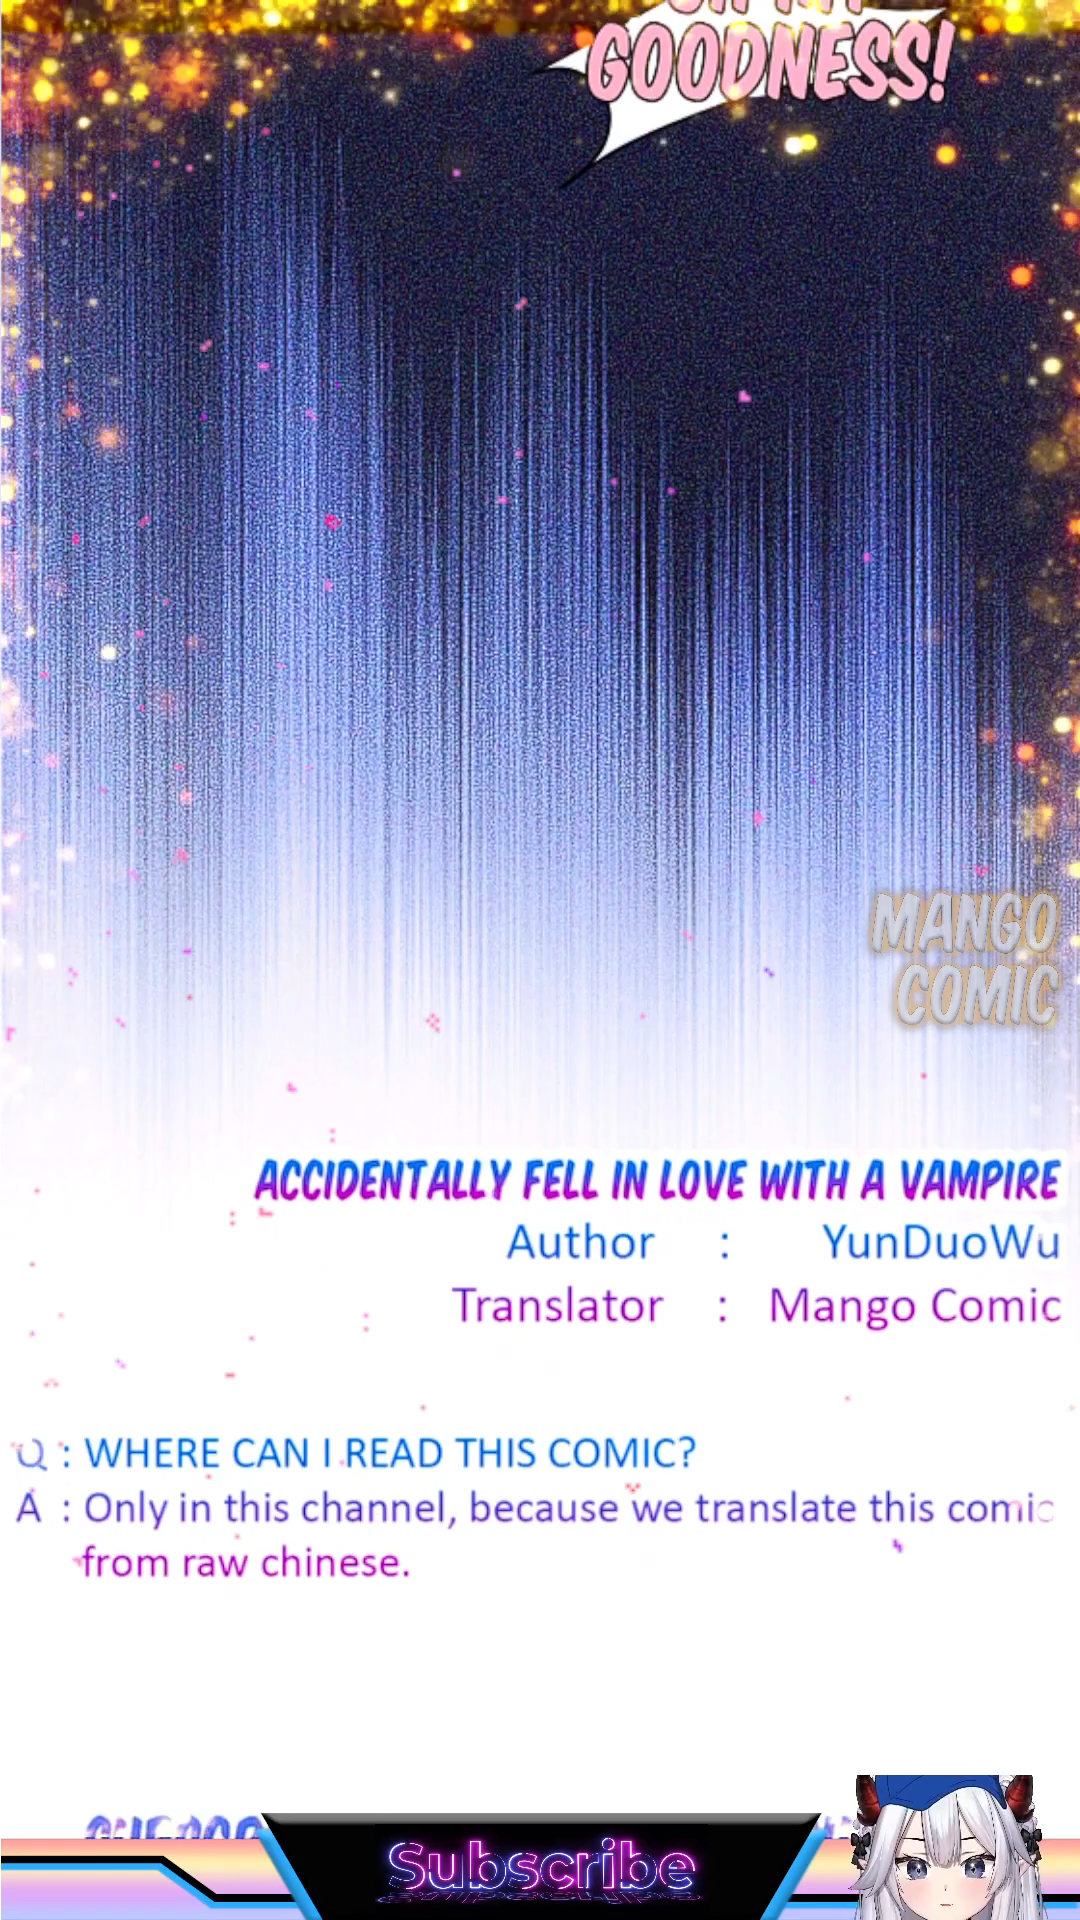 GOODNESS!
MANGO
COMIC
ACCIDENTALLY FELL IN LOVE WITH A VAMPIRE
Author : YunDuoWu
Translator : Mango Comic
Q : WHERE CAN I READ THIS COMIC?
A : Only in this channel, because we translate this comic
from raw chinese.
Subscribe